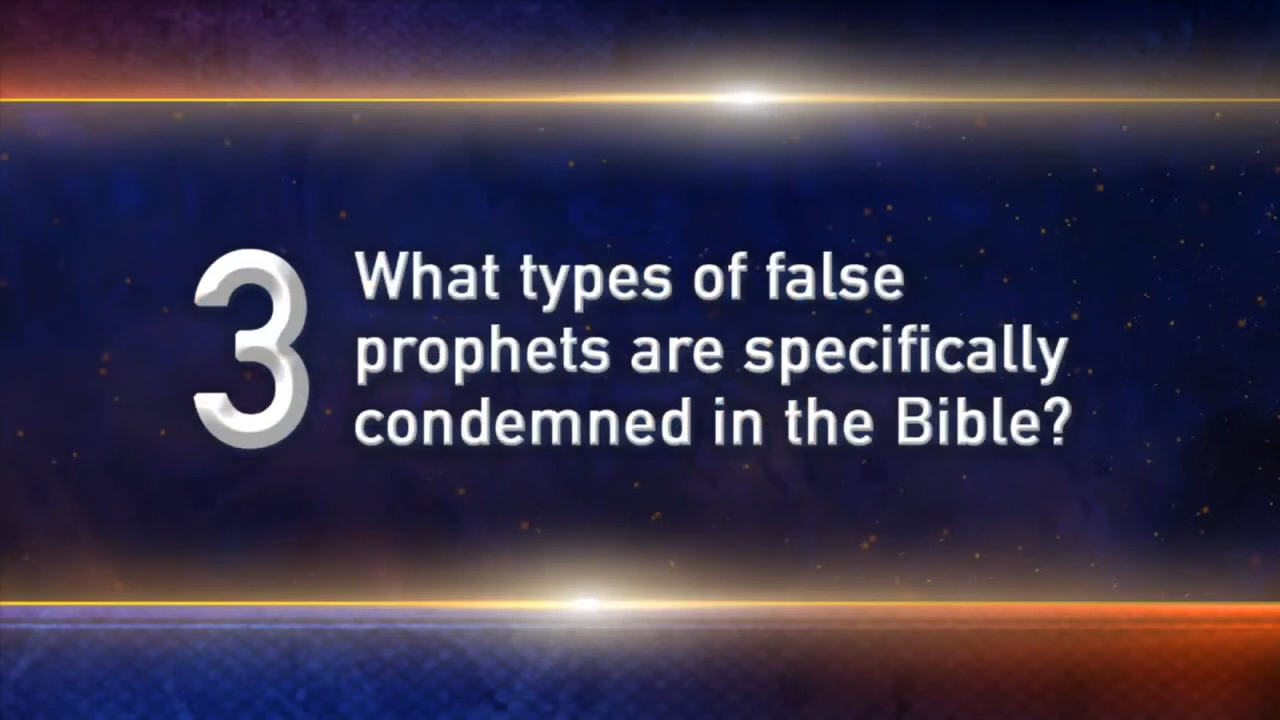 3
What types of false
prophets are specifically
condemned in the Bible?